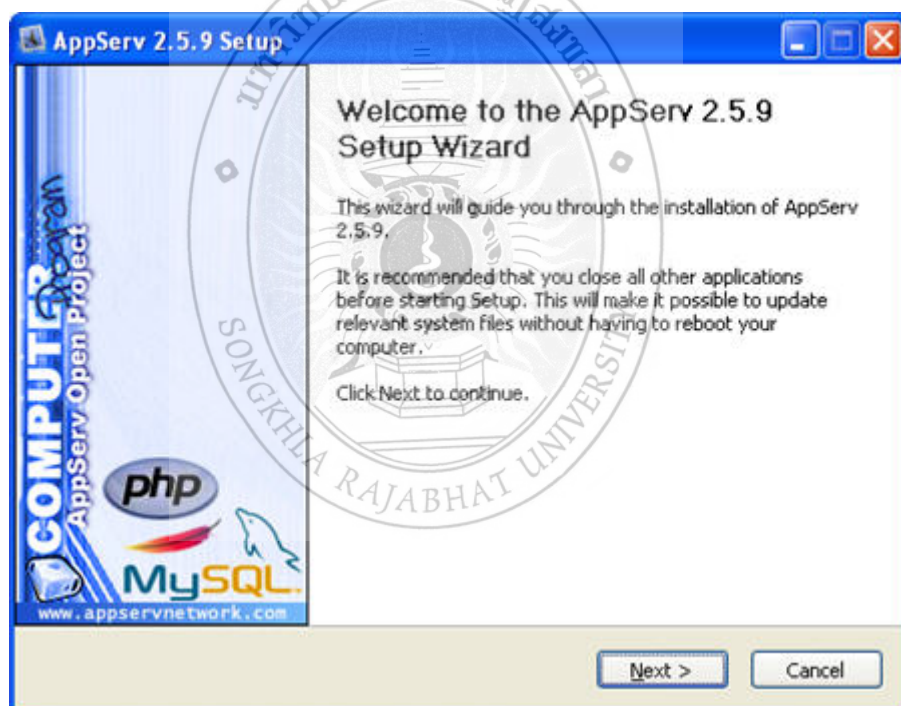 AppServ 2.5.9 Setup
Welcome to the AppServ 2.5.9
Setup Wizard
This wizard will guide you through the installation of AppServ
2.5.9.
It is recommended that you close all other applications
before starting Setup. This will make it possible to update
relevant system files without having to reboot your
computer.
Click Next to continue.
COMPUTER
AppServ Open Project
php
MySQL
www.appservnetwork.com
SONGKHLA RAJABHAT UNIVERSITY
Next >
Cancel